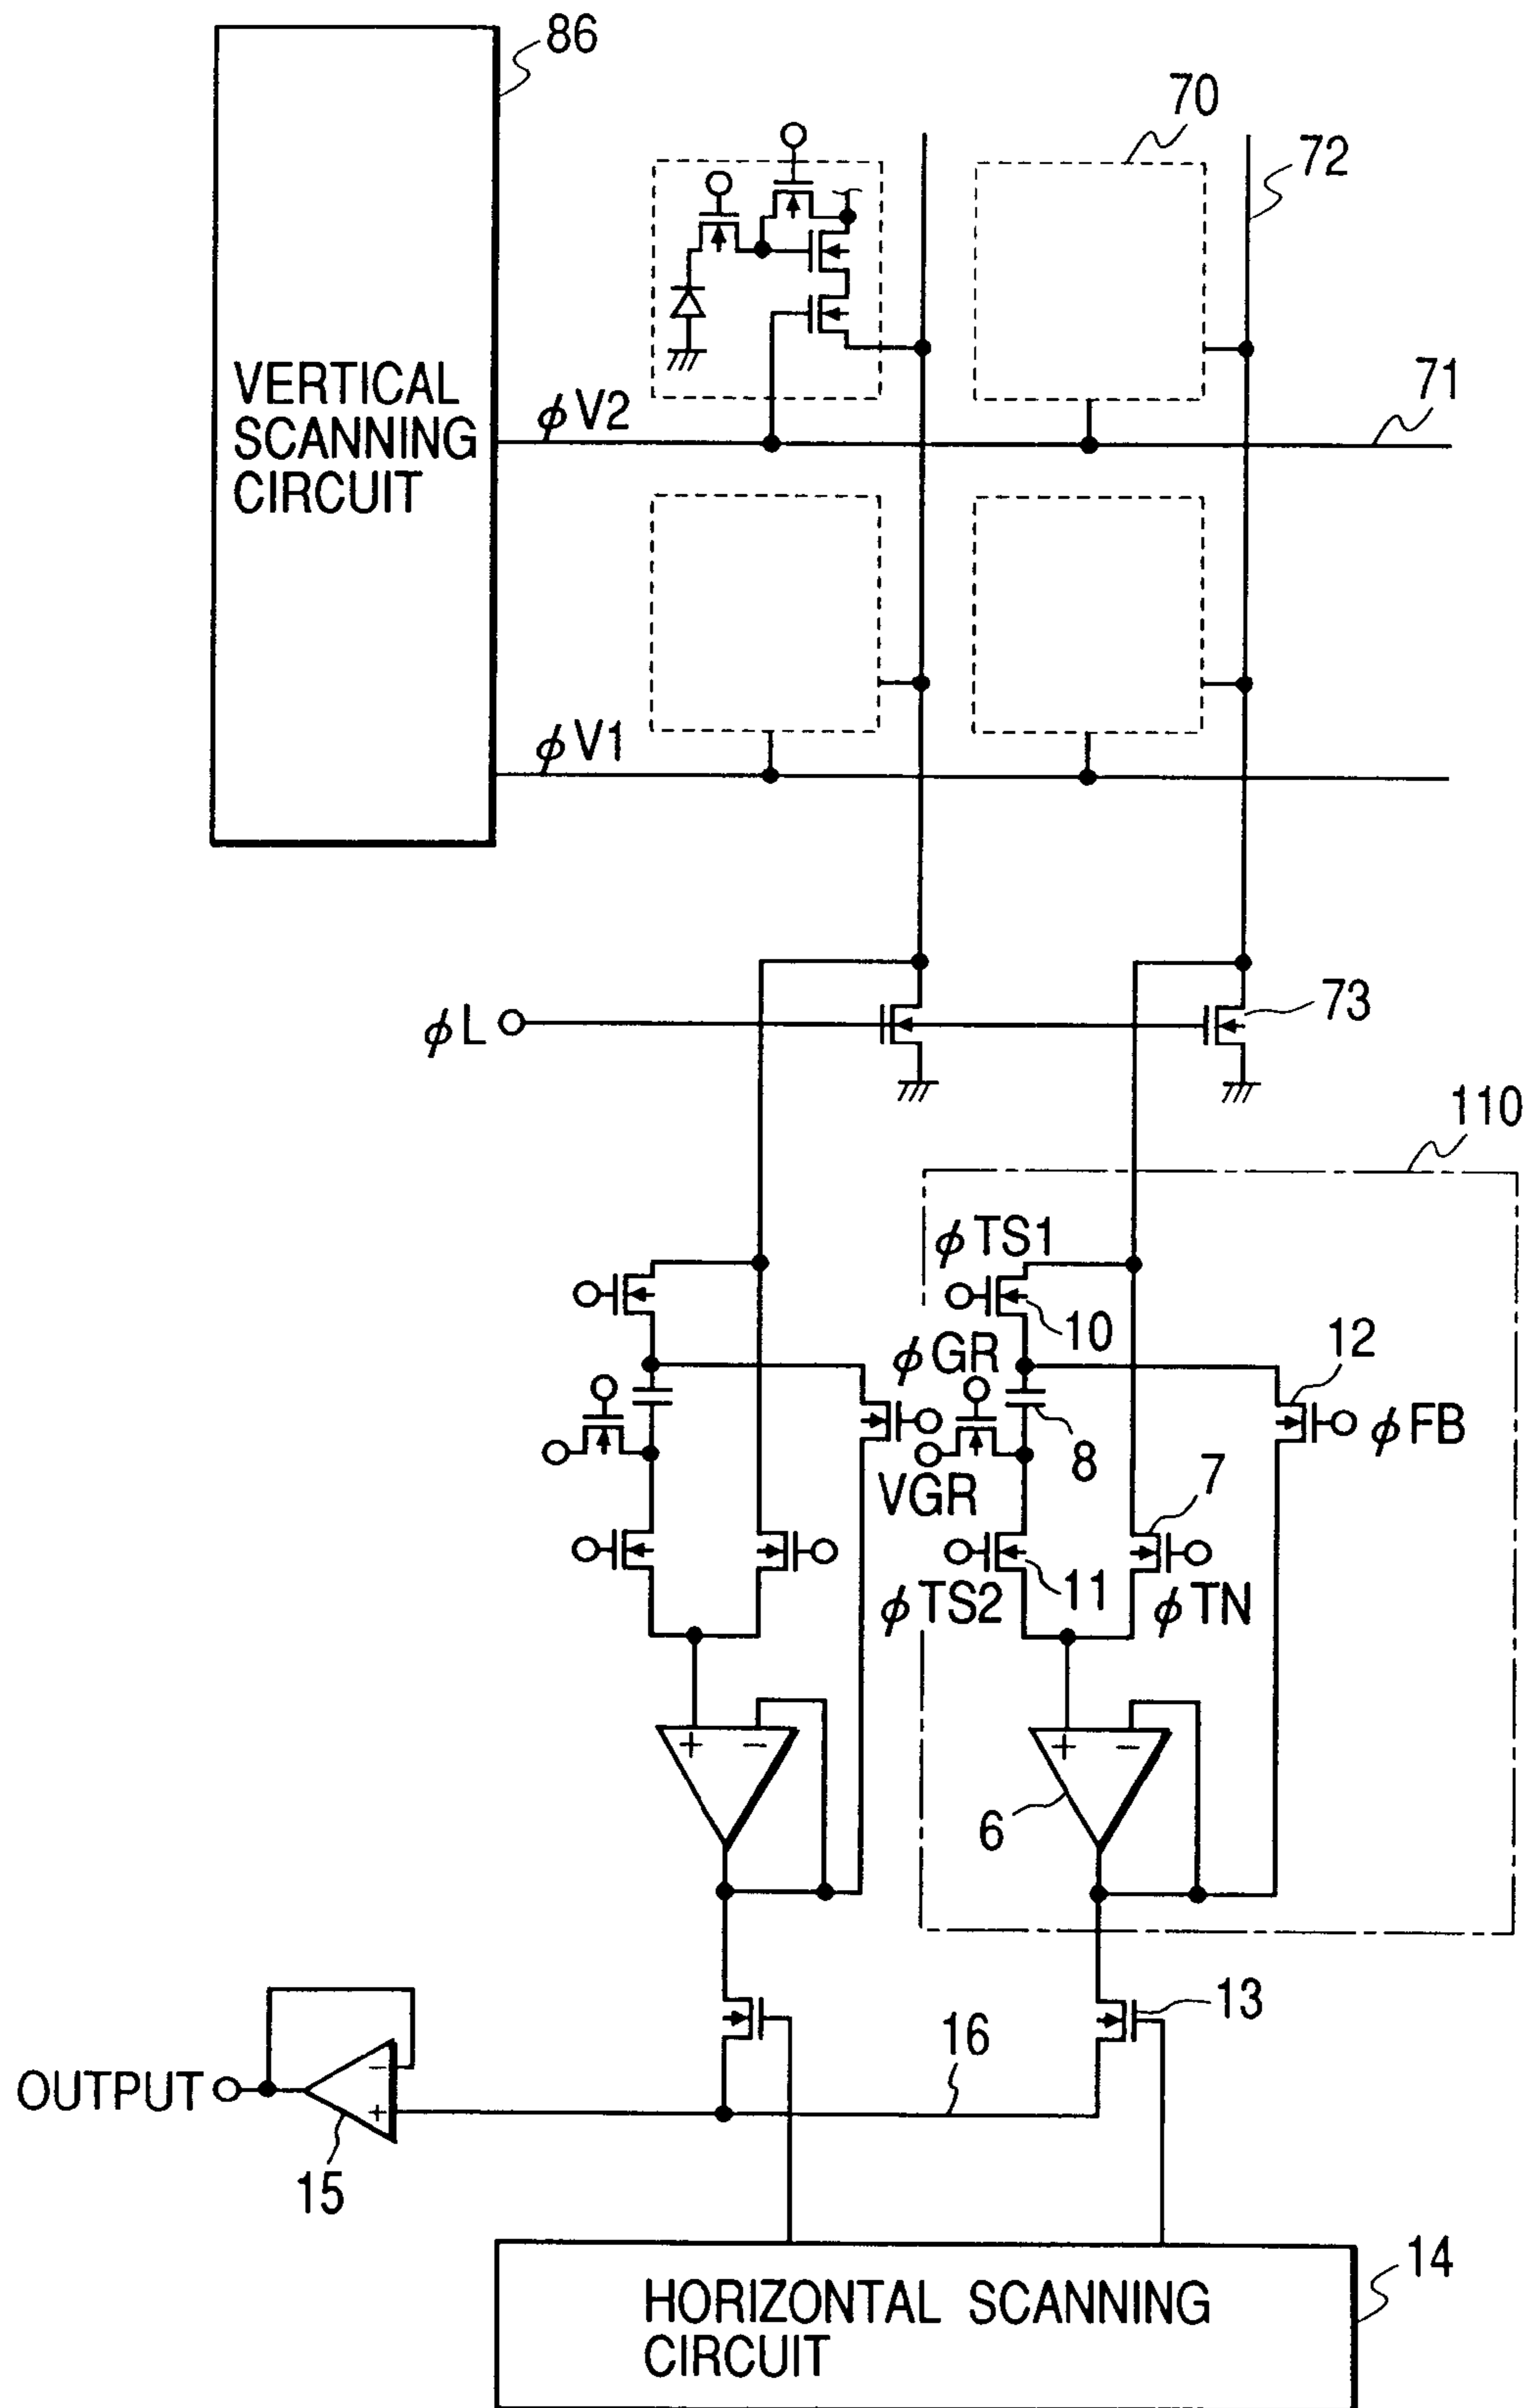 86
70
72
VERTICAL
SCANNING
CIRCUIT
ϕV2
71
ϕV1
ϕL
73
110
ϕTS1
10
ϕGR
12
8
ϕFB
VGR
7
11
ϕTS2
ϕTN
+ −
+ −
6
13
16
OUTPUT
−
+
15
14
HORIZONTAL SCANNING
CIRCUIT